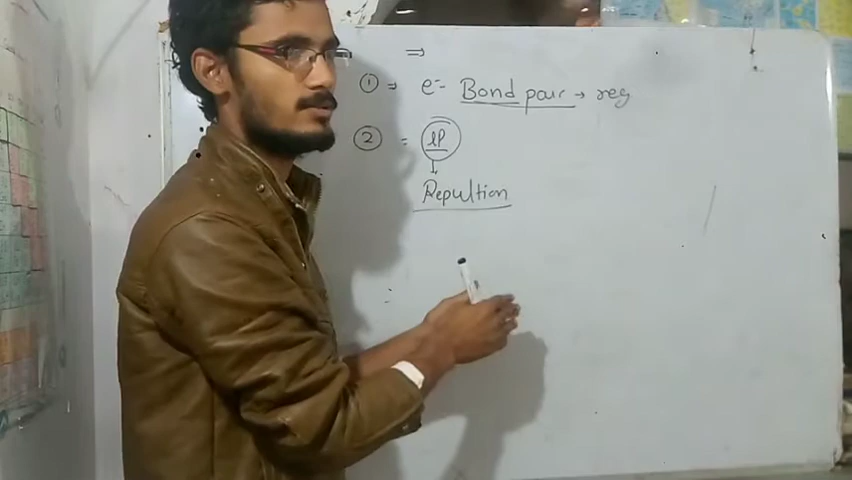 ⇒
① ⇒ e⁻- Bond pair → reg
② = lP
↓
Repultion